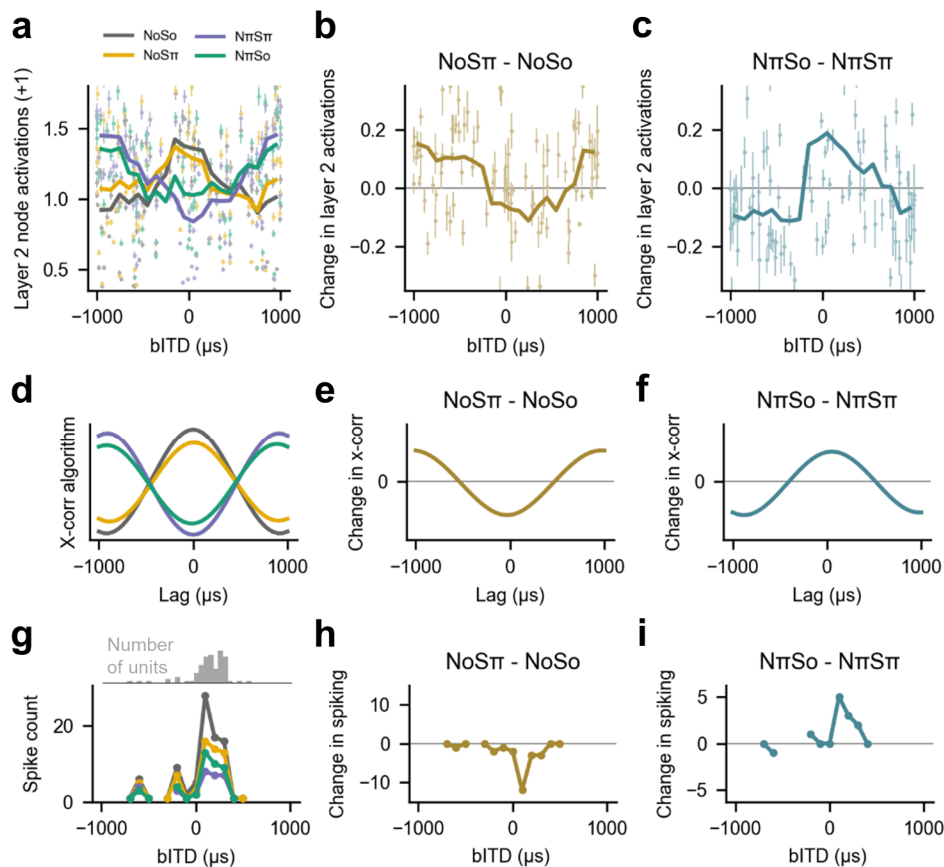 a
NoSo
NπSπ
NoSπ
NπSo
Layer 2 node activations (+1)
1.5
1.0
0.5
−1000
0
1000
bITD (µs)
b
NoSπ - NoSo
Change in layer 2 activations
0.2
0.0
−0.2
−1000
0
1000
bITD (µs)
c
NπSo - NπSπ
Change in layer 2 activations
0.2
0.0
−0.2
−1000
0
1000
bITD (µs)
d
X-corr algorithm
−1000
0
1000
Lag (µs)
e
NoSπ - NoSo
Change in x-corr
0
−1000
0
1000
Lag (µs)
f
NπSo - NπSπ
Change in x-corr
0
−1000
0
1000
Lag (µs)
g
Number
of units
Spike count
20
0
−1000
0
1000
bITD (µs)
h
NoSπ - NoSo
Change in spiking
10
0
−10
−1000
0
1000
bITD (µs)
i
NπSo - NπSπ
Change in spiking
5
0
−5
−1000
0
1000
bITD (µs)